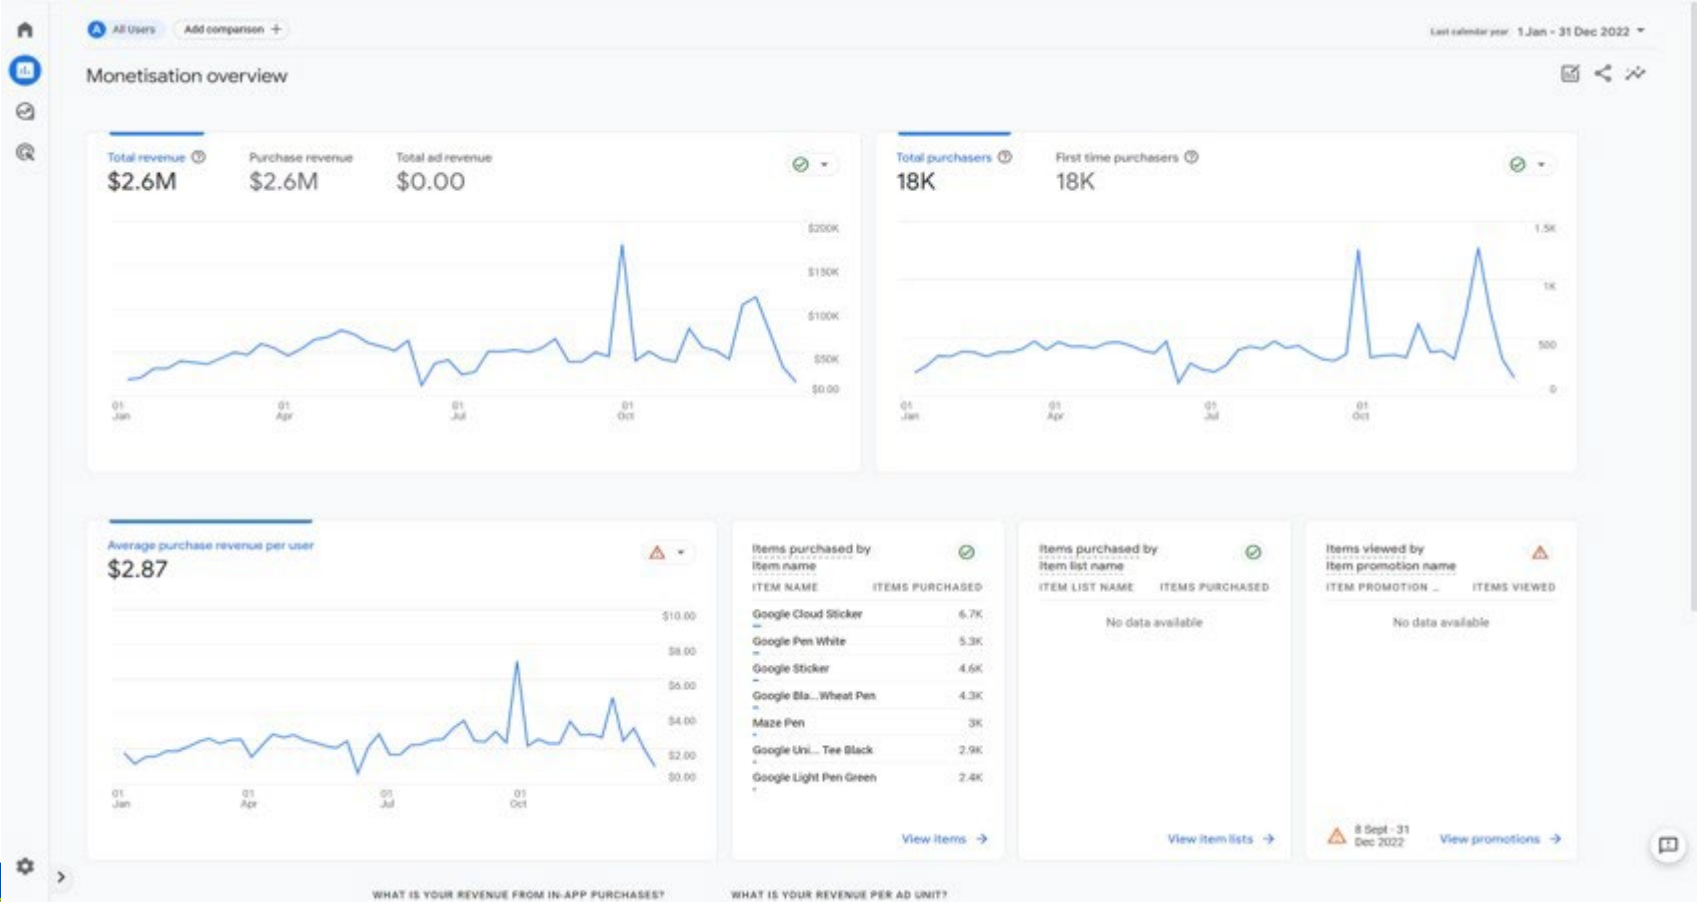 A All Users Add comparison +
Last calendar year 1 Jan - 31 Dec 2022
Monetisation overview
Total revenue Purchase revenue Total ad revenue
$2.6M $2.6M $0.00
$200K
$150K
$100K
$50K
$0.00
01 01 01 01
Jan Apr Jul Oct
Total purchasers First time purchasers
18K 18K
1.5K
1K
500
0
01 01 01 01
Jan Apr Jul Oct
Average purchase revenue per user
$2.87
$10.00
$8.00
$6.00
$4.00
$2.00
$0.00
01 01 01 01
Jan Apr Jul Oct
Items purchased by
Item name
ITEM NAME ITEMS PURCHASED
Google Cloud Sticker 6.7K
Google Pen White 5.3K
Google Sticker 4.6K
Google Bla...Wheat Pen 4.3K
Maze Pen 3K
Google Uni... Tee Black 2.9K
Google Light Pen Green 2.4K
View items →
Items purchased by
Item list name
ITEM LIST NAME ITEMS PURCHASED
No data available
View item lists →
Items viewed by
Item promotion name
ITEM PROMOTION ... ITEMS VIEWED
No data available
8 Sept - 31
Dec 2022
View promotions →
WHAT IS YOUR REVENUE FROM IN-APP PURCHASES? WHAT IS YOUR REVENUE PER AD UNIT?